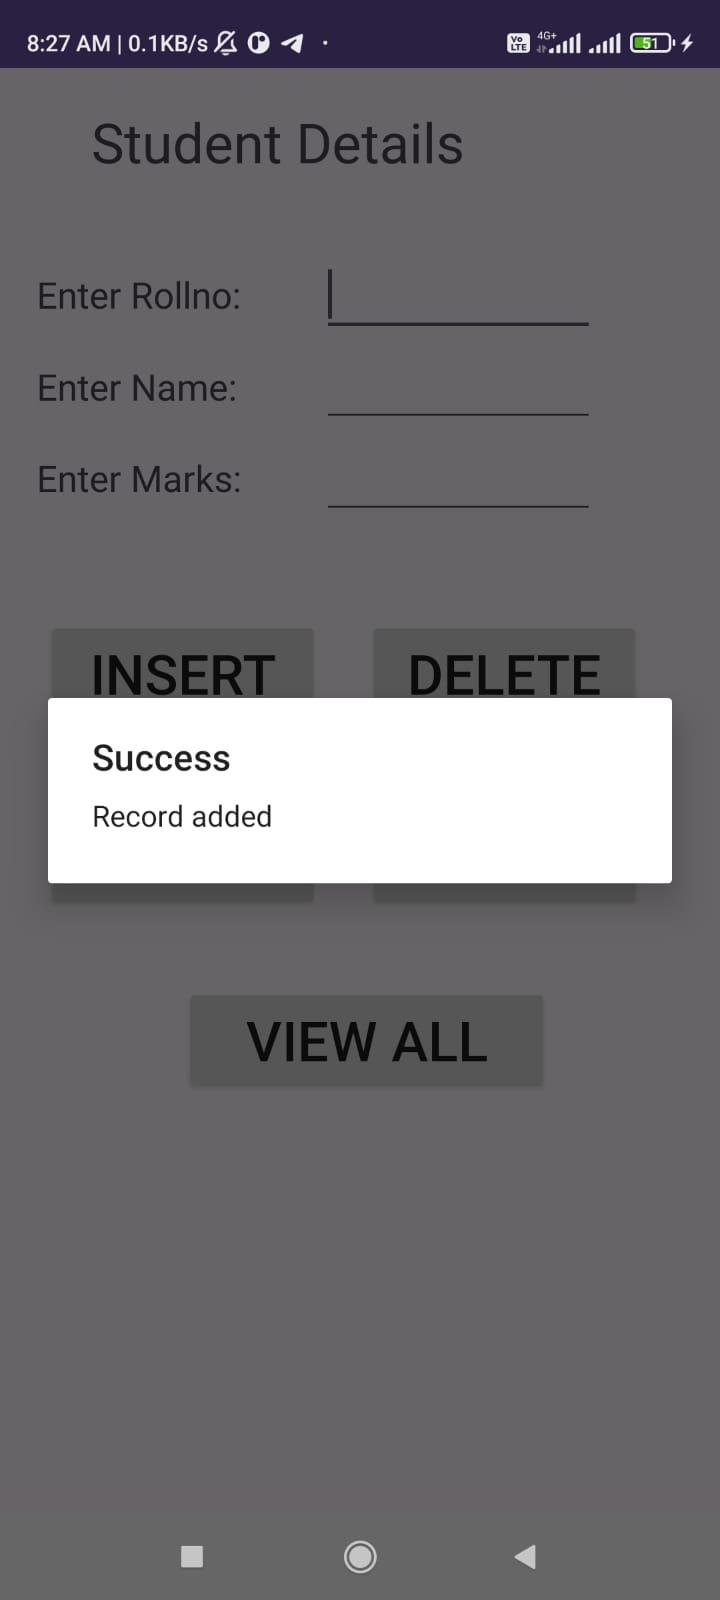 8:27 AM | 0.1KB/s
Vo LTE 4G+ 51
Student Details
Enter Rollno:
Enter Name:
Enter Marks:
INSERT DELETE
Success
Record added
VIEW ALL